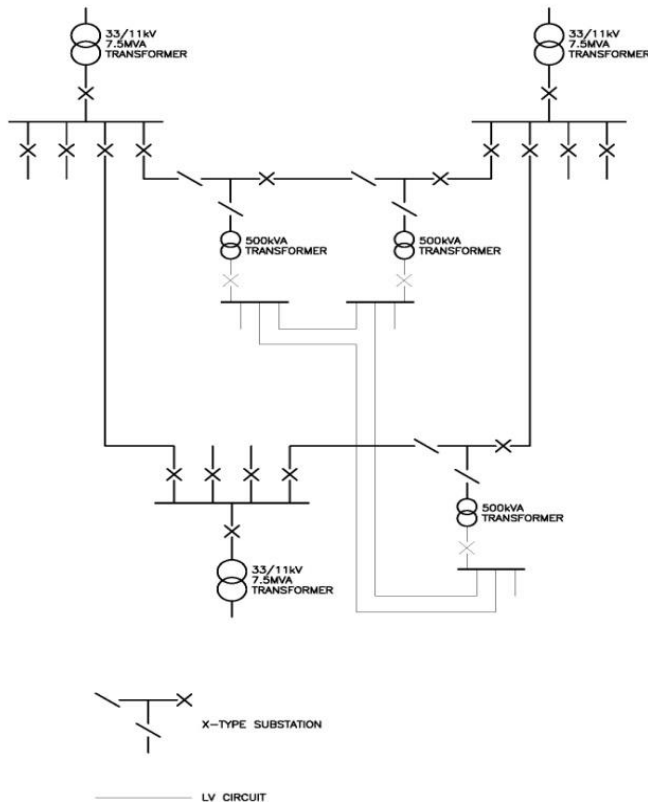 33/11kV
7.5MVA
TRANSFORMER
33/11kV
7.5MVA
TRANSFORMER
500kVA
TRANSFORMER
500kVA
TRANSFORMER
500kVA
TRANSFORMER
33/11kV
7.5MVA
TRANSFORMER
X-TYPE SUBSTATION
LV CIRCUIT